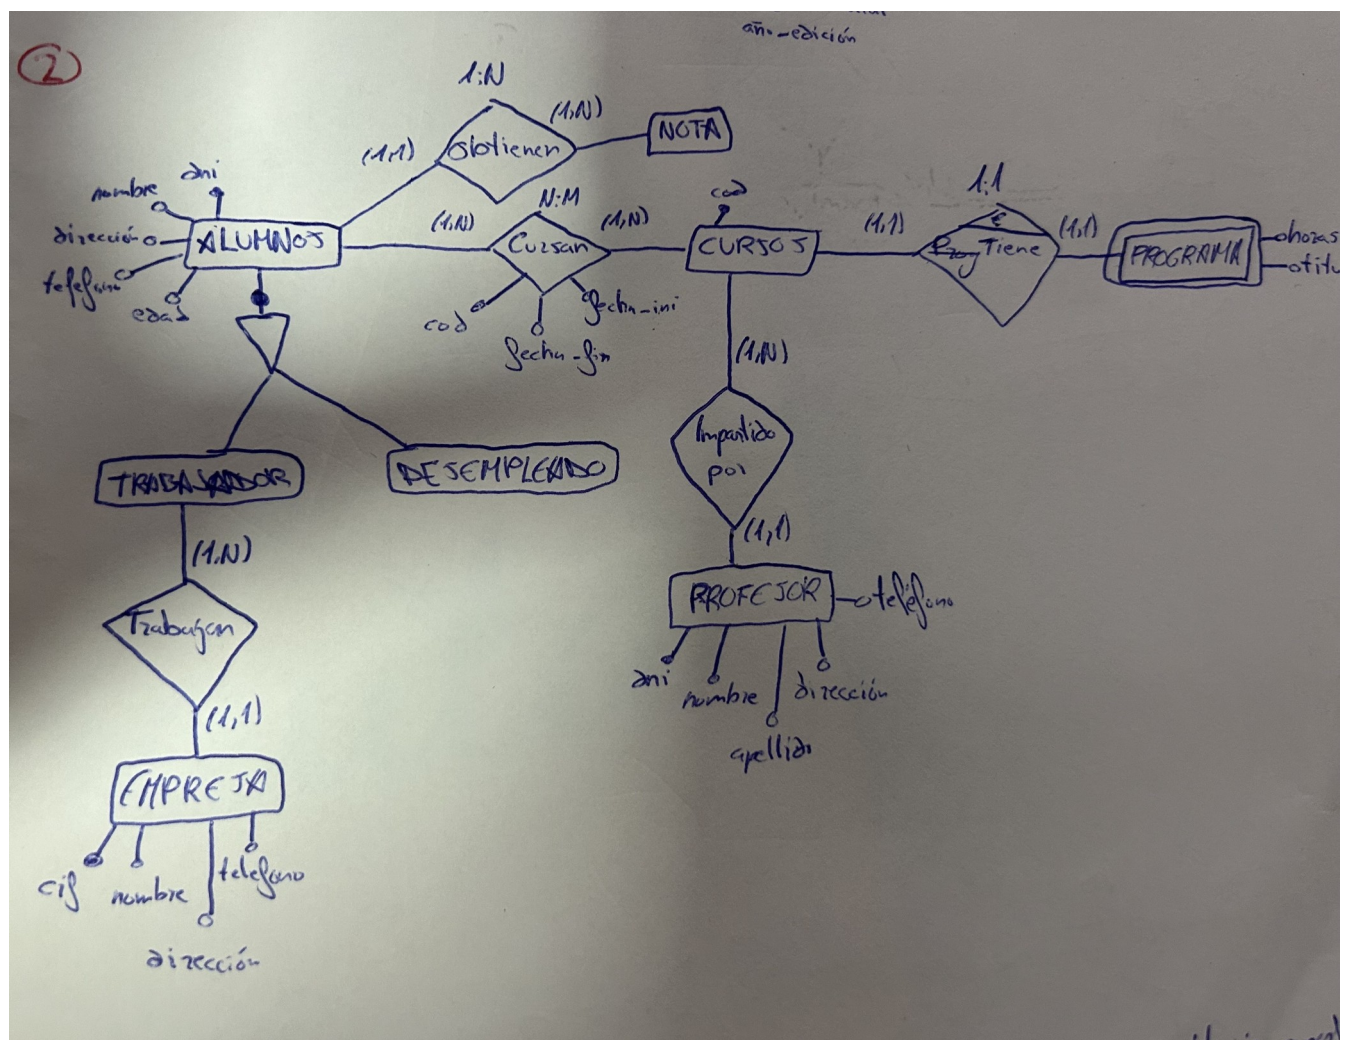 año_edición
2
1:N
(1,N)
NOTA
Obtienen
(1,1)
dni
nombre
dirección
teléfono
edad
ALUMNOS
(1,N)
N:M
Cursan
(1,N)
cod
fecha_fin
fecha_ini
cod
CURSOS
(1,1)
1:1
Tiene
(1,1)
PROGRAMA
horas
titu
TRABAJADOR
DESEMPLEADO
(1,N)
Impartido
por
(1,1)
(1,N)
Trabajan
(1,1)
PROFESOR
teléfono
dni
nombre
dirección
apellido
EMPRESA
cif
nombre
telefono
dirección